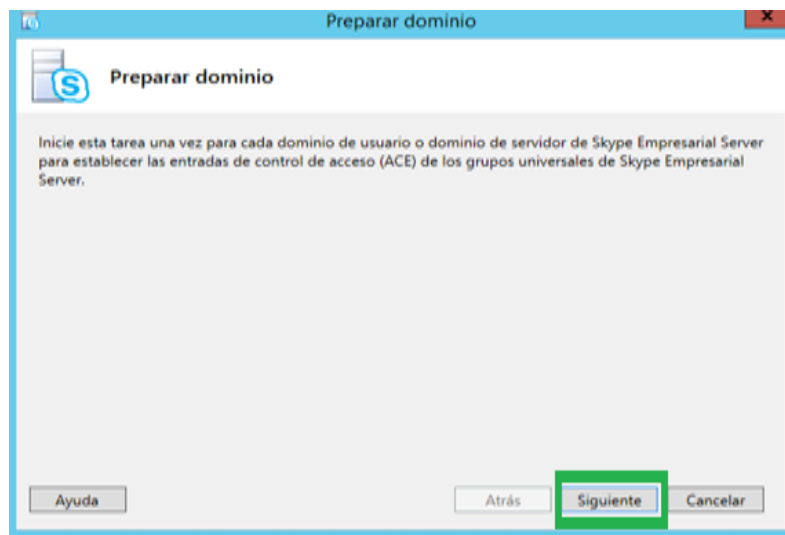 Preparar dominio
Preparar dominio
Inicie esta tarea una vez para cada dominio de usuario o dominio de servidor de Skype Empresarial Server
para establecer las entradas de control de acceso (ACE) de los grupos universales de Skype Empresarial
Server.
Ayuda
Atrás
Siguiente
Cancelar